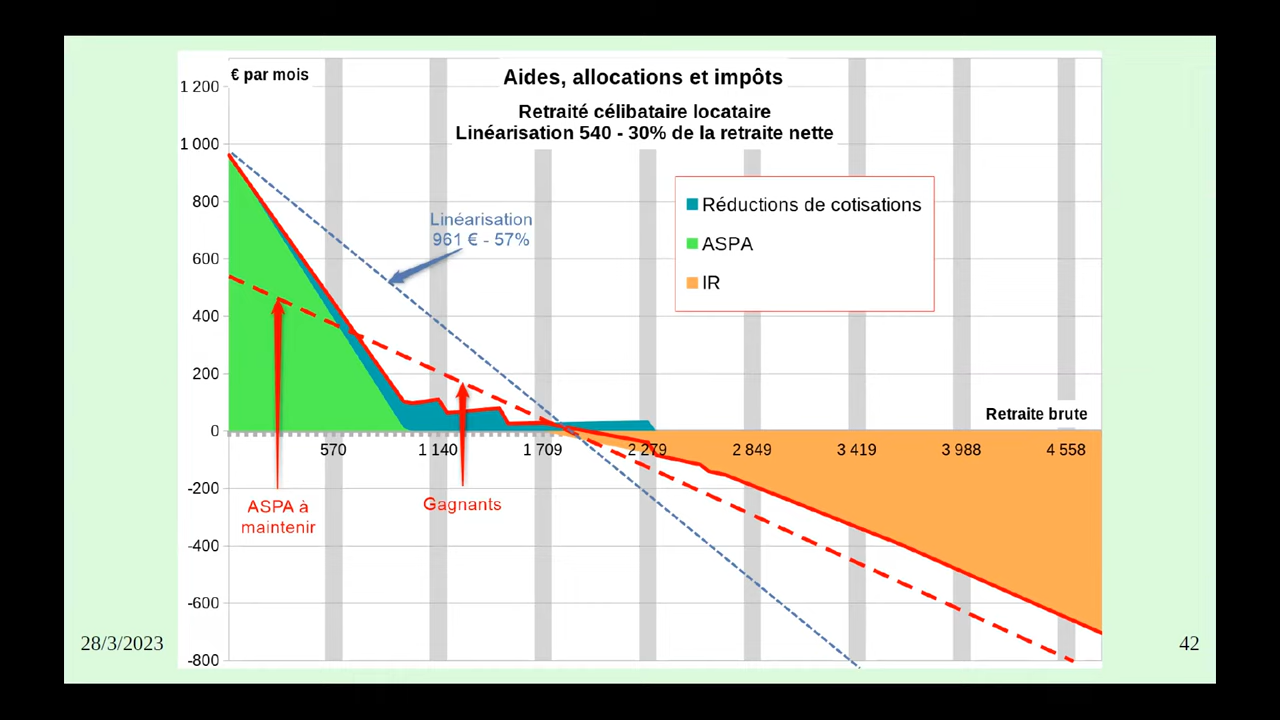 € par mois
Aides, allocations et impôts
Retraité célibataire locataire
Linéarisation 540 - 30% de la retraite nette
1 200
1 000
800
600
400
200
0
-200
-400
-600
-800
Linéarisation
961 € - 57%
Réductions de cotisations
ASPA
IR
Retraite brute
570
1 140
1 709
2 279
2 849
3 419
3 988
4 558
ASPA à
maintenir
Gagnants
28/3/2023
42